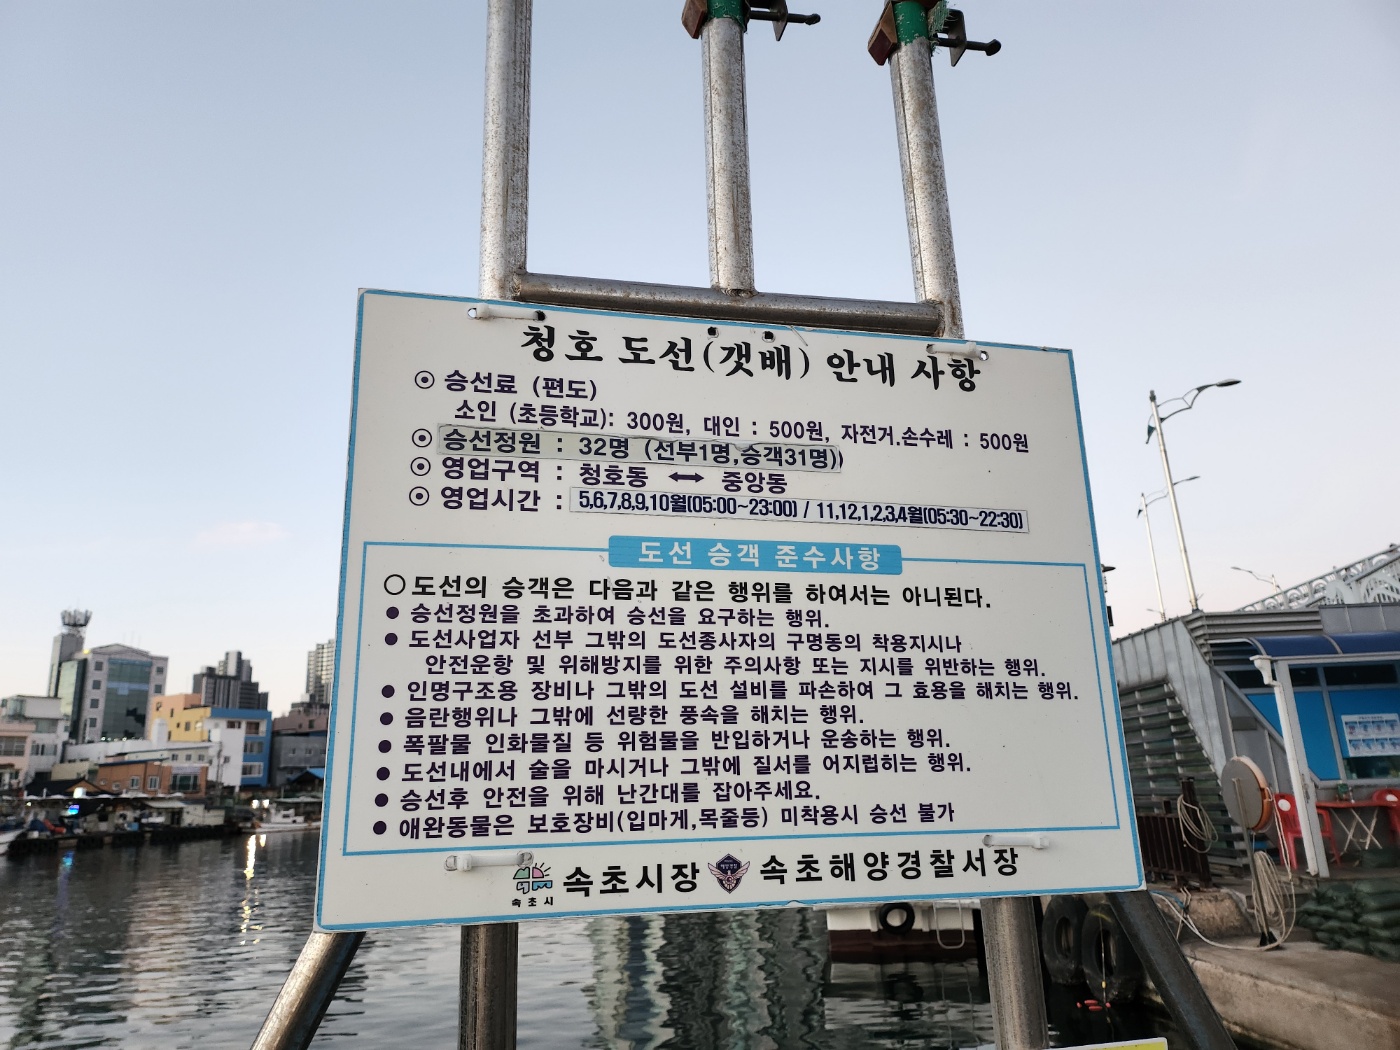 청호 도선(갯배) 안내 사항
⊙ 승선료 (편도)
소인 (초등학교): 300원, 대인 : 500원, 자전거.손수레 : 500원
⊙ 승선정원 : 32명 (선부1명,승객31명))
⊙ 영업구역 : 청호동 ↔ 중앙동
⊙ 영업시간 : 5,6,7,8,9,10월(05:00~23:00) / 11,12,1,2,3,4월(05:30~22:30)
도선 승객 준수사항
○ 도선의 승객은 다음과 같은 행위를 하여서는 아니된다.
● 승선정원을 초과하여 승선을 요구하는 행위.
● 도선사업자 선부 그밖의 도선종사자의 구명동의 착용지시나
안전운항 및 위해방지를 위한 주의사항 또는 지시를 위반하는 행위.
● 인명구조용 장비나 그밖의 도선 설비를 파손하여 그 효용을 해치는 행위.
● 음란행위나 그밖에 선량한 풍속을 해치는 행위.
● 폭팔물 인화물질 등 위험물을 반입하거나 운송하는 행위.
● 도선내에서 술을 마시거나 그밖에 질서를 어지럽히는 행위.
● 승선후 안전을 위해 난간대를 잡아주세요.
● 애완동물은 보호장비(입마게,목줄등) 미착용시 승선 불가
속초시 속초시장 속초해양경찰서장